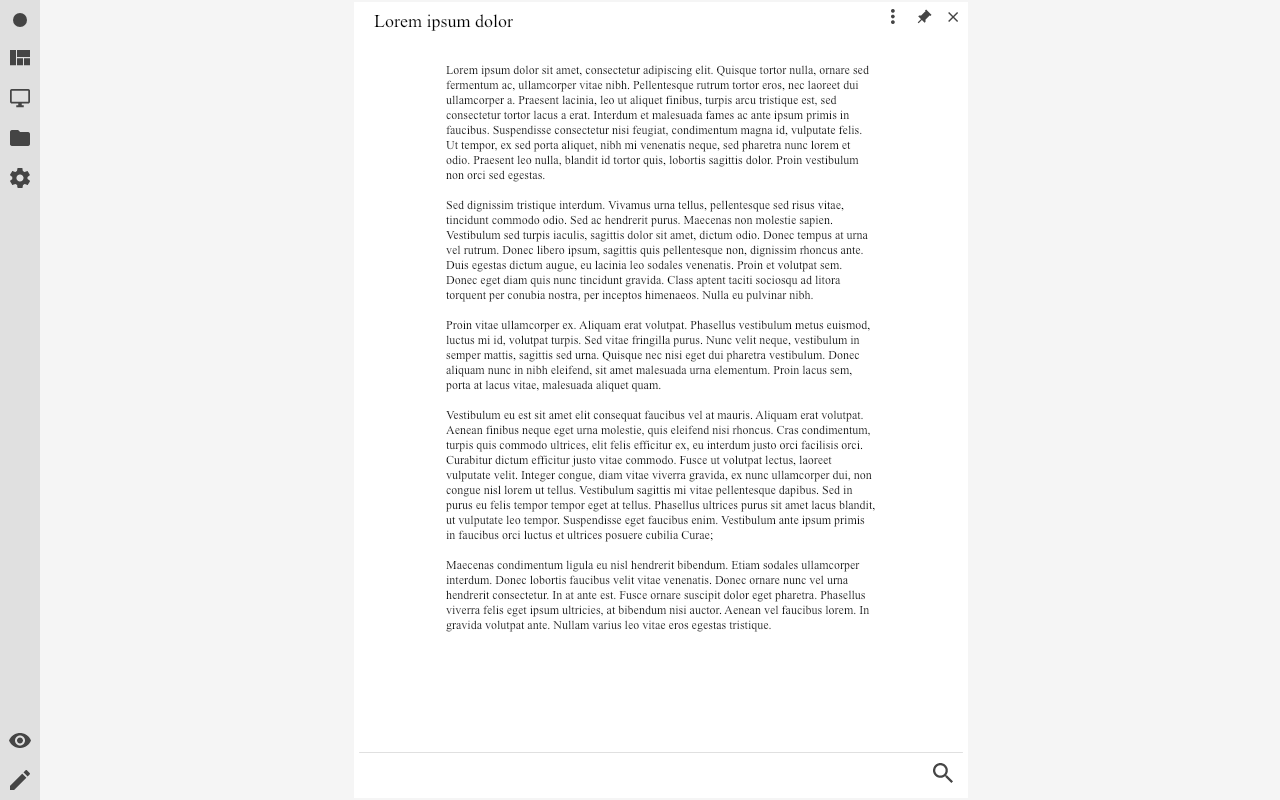 Lorem ipsum dolor
Lorem ipsum dolor sit amet, consectetur adipiscing elit. Quisque tortor nulla, ornare sed
fermentum ac, ullamcorper vitae nibh. Pellentesque rutrum tortor eros, nec laoreet dui
ullamcorper a. Praesent lacinia, leo ut aliquet finibus, turpis arcu tristique est, sed
consectetur tortor lacus a erat. Interdum et malesuada fames ac ante ipsum primis in
faucibus. Suspendisse consectetur nisi feugiat, condimentum magna id, vulputate felis.
Ut tempor, ex sed porta aliquet, nibh mi venenatis neque, sed pharetra nunc lorem et
odio. Praesent leo nulla, blandit id tortor quis, lobortis sagittis dolor. Proin vestibulum
non orci sed egestas.
Sed dignissim tristique interdum. Vivamus urna tellus, pellentesque sed risus vitae,
tincidunt commodo odio. Sed ac hendrerit purus. Maecenas non molestie sapien.
Vestibulum sed turpis iaculis, sagittis dolor sit amet, dictum odio. Donec tempus at urna
vel rutrum. Donec libero ipsum, sagittis quis pellentesque non, dignissim rhoncus ante.
Duis egestas dictum augue, eu lacinia leo sodales venenatis. Proin et volutpat sem.
Donec eget diam quis nunc tincidunt gravida. Class aptent taciti sociosqu ad litora
torquent per conubia nostra, per inceptos himenaeos. Nulla eu pulvinar nibh.
Proin vitae ullamcorper ex. Aliquam erat volutpat. Phasellus vestibulum metus euismod,
luctus mi id, volutpat turpis. Sed vitae fringilla purus. Nunc velit neque, vestibulum in
semper mattis, sagittis sed urna. Quisque nec nisi eget dui pharetra vestibulum. Donec
aliquam nunc in nibh eleifend, sit amet malesuada urna elementum. Proin lacus sem,
porta at lacus vitae, malesuada aliquet quam.
Vestibulum eu est sit amet elit consequat faucibus vel at mauris. Aliquam erat volutpat.
Aenean finibus neque eget urna molestie, quis eleifend nisi rhoncus. Cras condimentum,
turpis quis commodo ultrices, elit felis efficitur ex, eu interdum justo orci facilisis orci.
Curabitur dictum efficitur justo vitae commodo. Fusce ut volutpat lectus, laoreet
vulputate velit. Integer congue, diam vitae viverra gravida, ex nunc ullamcorper dui, non
congue nisl lorem ut tellus. Vestibulum sagittis mi vitae pellentesque dapibus. Sed in
purus eu felis tempor tempor eget at tellus. Phasellus ultrices purus sit amet lacus blandit,
ut vulputate leo tempor. Suspendisse eget faucibus enim. Vestibulum ante ipsum primis
in faucibus orci luctus et ultrices posuere cubilia Curae;
Maecenas condimentum ligula eu nisl hendrerit bibendum. Etiam sodales ullamcorper
interdum. Donec lobortis faucibus velit vitae venenatis. Donec ornare nunc vel urna
hendrerit consectetur. In at ante est. Fusce ornare suscipit dolor eget pharetra. Phasellus
viverra felis eget ipsum ultricies, at bibendum nisi auctor. Aenean vel faucibus lorem. In
gravida volutpat ante. Nullam varius leo vitae eros egestas tristique.